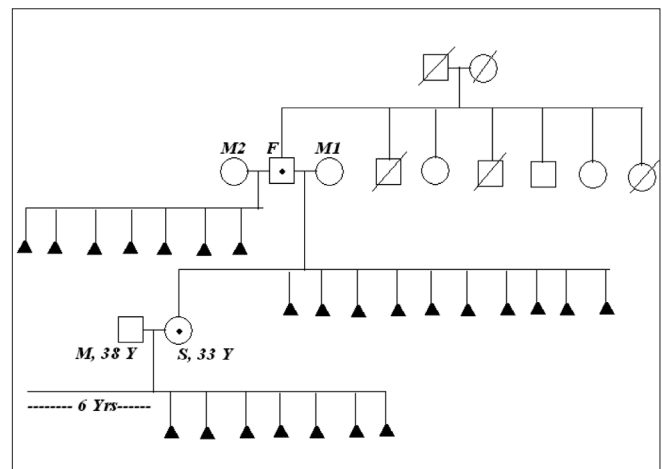 M2 F M1
M, 38 Y S, 33 Y
-------- 6 Yrs------